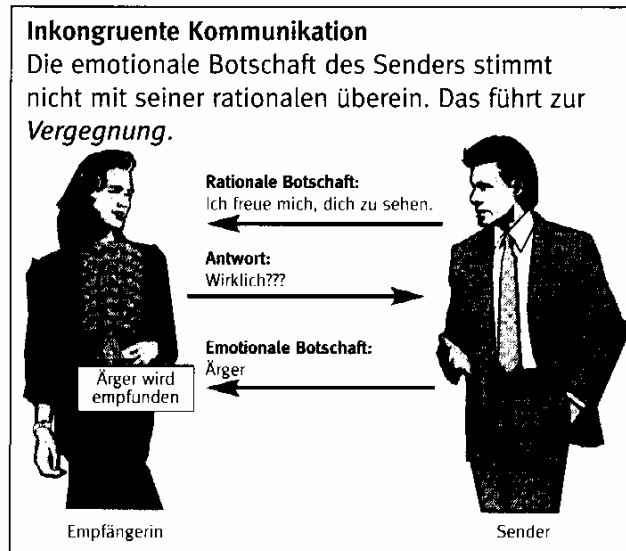 Inkongruente Kommunikation
Die emotionale Botschaft des Senders stimmt
nicht mit seiner rationalen überein. Das führt zur
Vergegnung.
Rationale Botschaft:
Ich freue mich, dich zu sehen.
Antwort:
Wirklich???
Emotionale Botschaft:
Ärger
Ärger wird
empfunden
Empfängerin
Sender